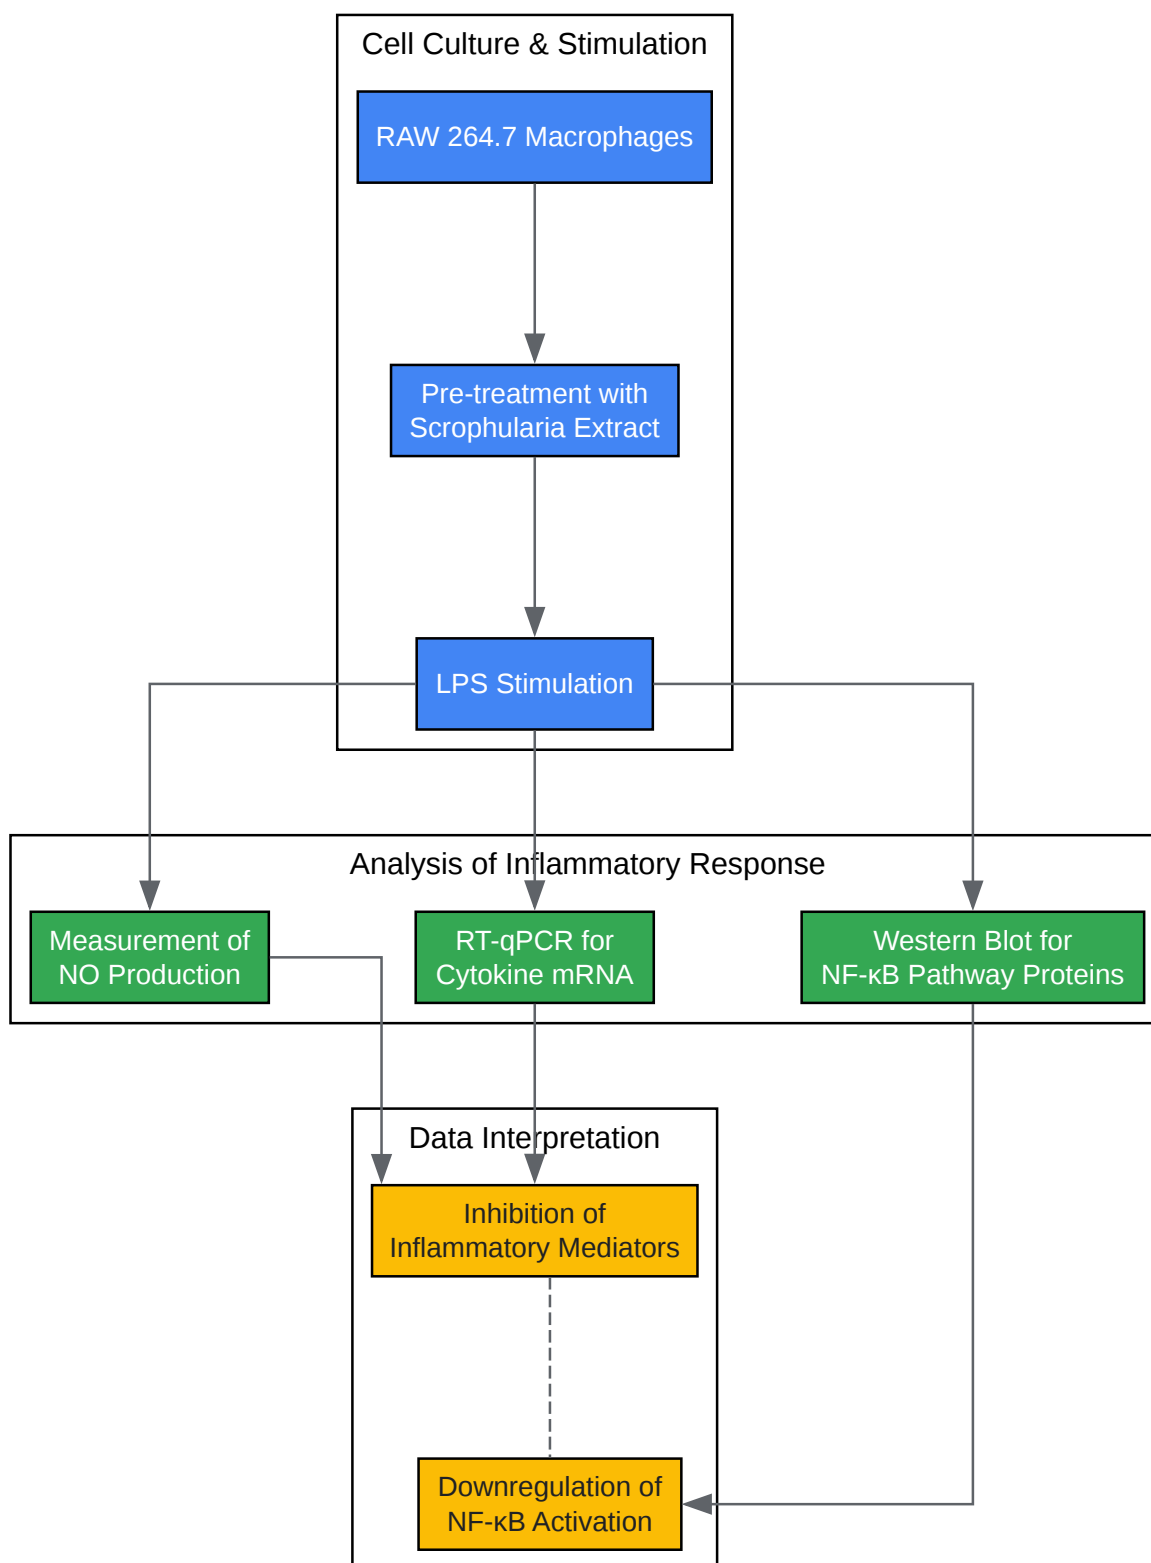 Cell Culture & Stimulation
RAW 264.7 Macrophages
Pre-treatment with
Scrophularia Extract
LPS Stimulation
Analysis of Inflammatory Response
Measurement of
NO Production
RT-qPCR for
Cytokine mRNA
Western Blot for
NF-κB Pathway Proteins
Data Interpretation
Inhibition of
Inflammatory Mediators
Downregulation of
NF-κB Activation